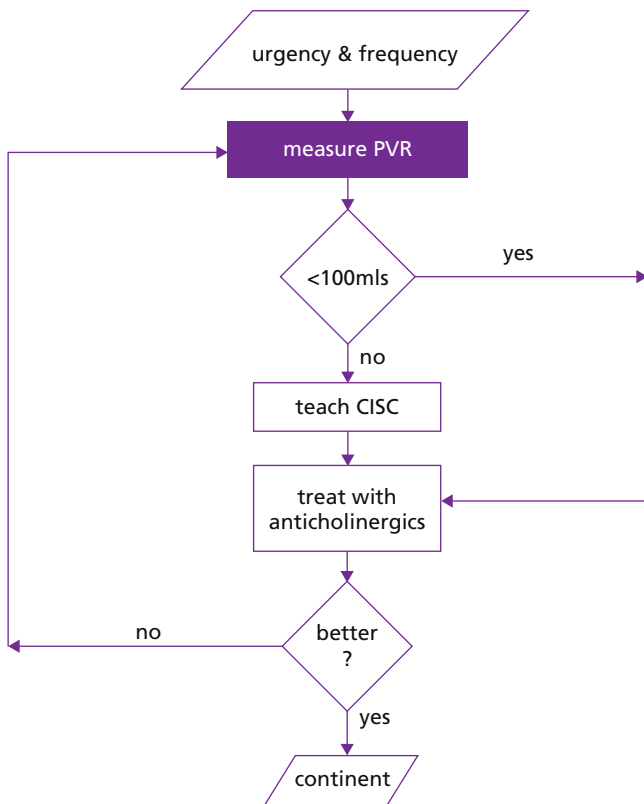 urgency & frequency
measure PVR
<100mls
yes
no
teach CISC
treat with
anticholinergics
better
?
no
yes
continent